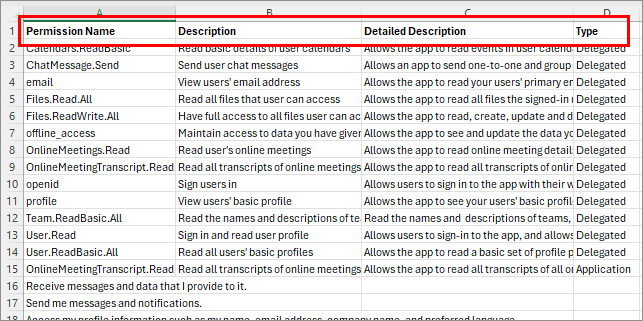 A B C D
1 Permission Name Description Detailed Description Type
2 Calendars.ReadBasic Read basic details of user calendars Allows the app to read events in user calenda Delegated
3 ChatMessage.Send Send user chat messages Allows an app to send one-to-one and group Delegated
4 email View users' email address Allows the app to read your users' primary en Delegated
5 Files.Read.All Read all files that user can access Allows the app to read all files the signed-in Delegated
6 Files.ReadWrite.All Have full access to all files user can ac Allows the app to read, create, update and d Delegated
7 offline_access Maintain access to data you have given Allows the app to see and update the data yo Delegated
8 OnlineMeetings.Read Read user's online meetings Allows the app to read online meeting detail Delegated
9 OnlineMeetingTranscript.Read Read all transcripts of online meetings Allows the app to read all transcripts of onlin Delegated
10 openid Sign users in Allows users to sign in to the app with their w Delegated
11 profile View users' basic profile Allows the app to see your users' basic profil Delegated
12 Team.ReadBasic.All Read the names and descriptions of tea Read the names and descriptions of teams, Delegated
13 User.Read Sign in and read user profile Allows users to sign-in to the app, and allows Delegated
14 User.ReadBasic.All Read all users' basic profiles Allows the app to read a basic set of profile p Delegated
15 OnlineMeetingTranscript.Read Read all transcripts of online meetings Allows the app to read all transcripts of all on Application
16 Receive messages and data that I provide to it.
17 Send me messages and notifications.
18 Access my profile information such as my name, email address, company name, and preferred language